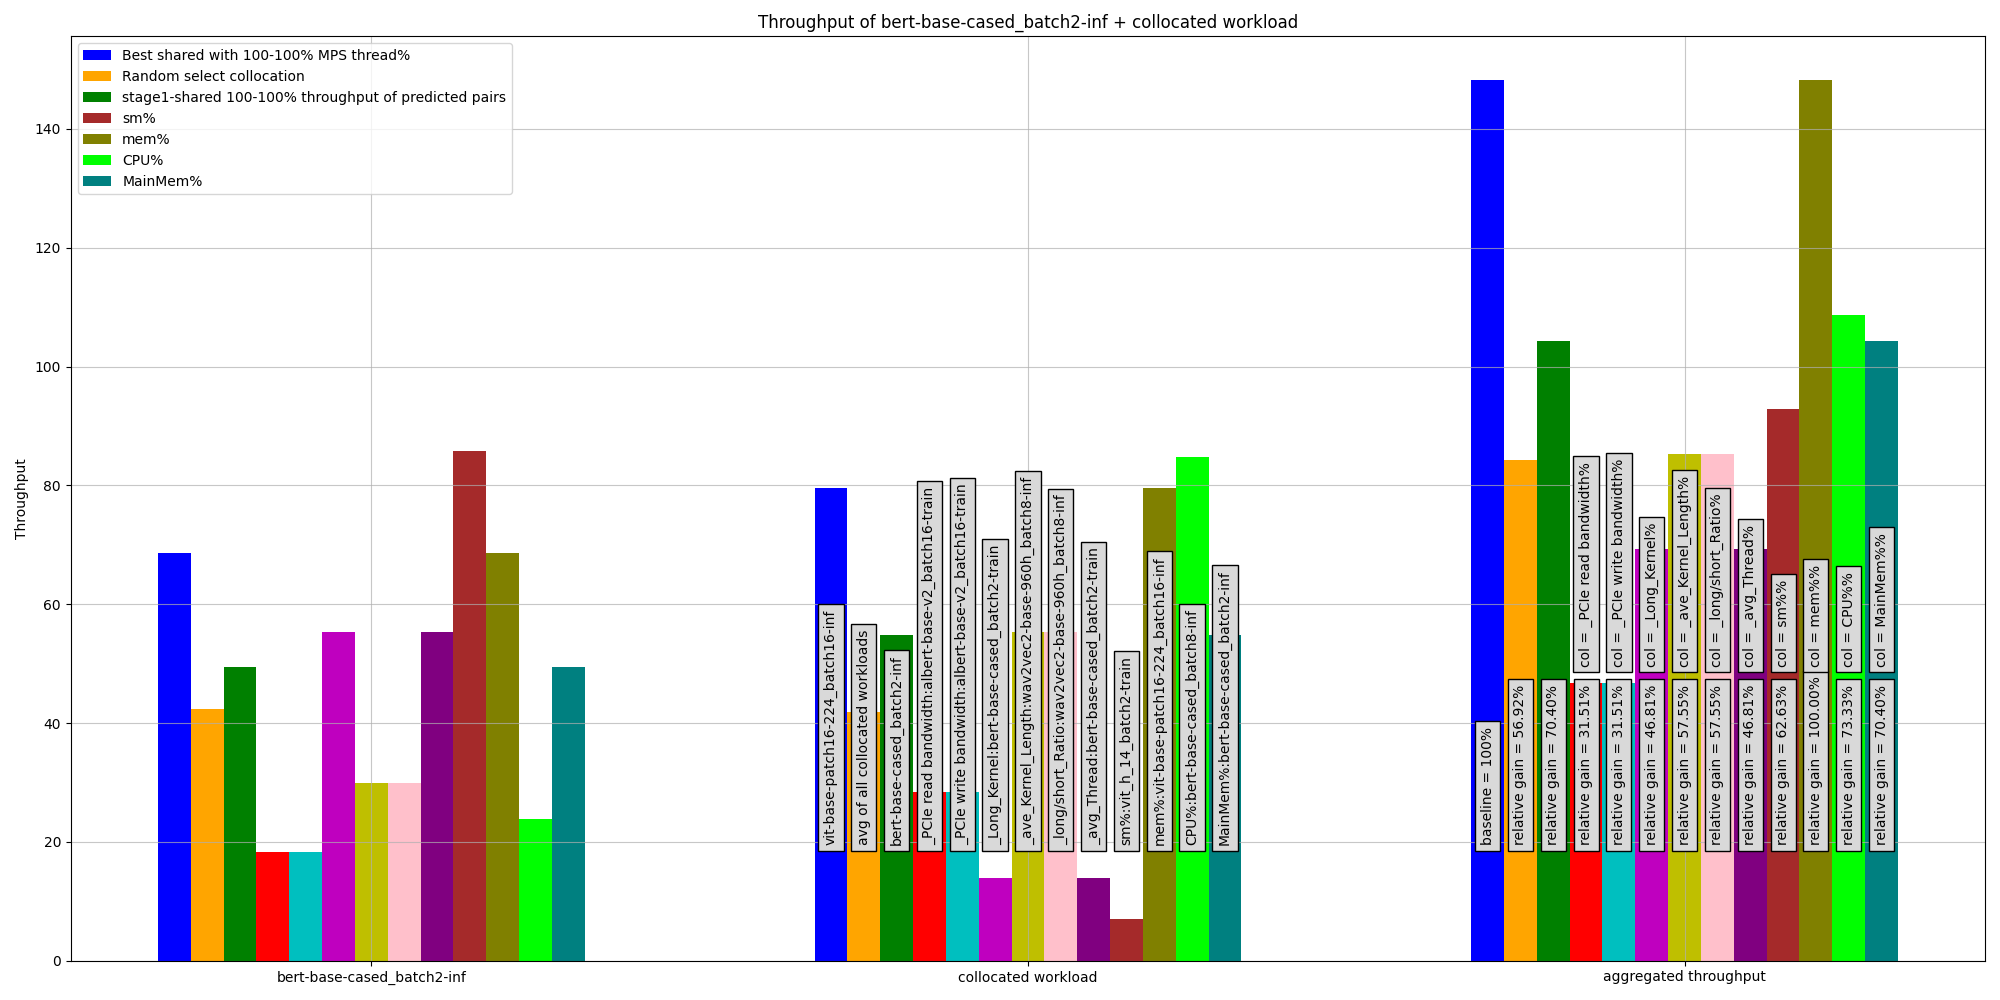 Throughput of bert-base-cased_batch2-inf + collocated workload
Best shared with 100-100% MPS thread%
Random select collocation
stage1-shared 100-100% throughput of predicted pairs
sm%
mem%
CPU%
MainMem%
Throughput
140
120
100
80
60
40
20
0
vit-base-patch16-224_batch16-inf
avg of all collocated workloads
bert-base-cased_batch2-inf
_PCIe read bandwidth:albert-base-v2_batch16-train
_PCIe write bandwidth:albert-base-v2_batch16-train
_Long_Kernel:bert-base-cased_batch2-train
_ave_Kernel_Length:wav2vec2-base-960h_batch8-inf
_long/short_Ratio:wav2vec2-base-960h_batch8-inf
_avg_Thread:bert-base-cased_batch2-train
sm%:vit_h_14_batch2-train
mem%:vit-base-patch16-224_batch16-inf
CPU%:bert-base-cased_batch8-inf
MainMem%:bert-base-cased_batch2-inf
baseline = 100%
relative gain = 56.92%
relative gain = 70.40%
col = _PCIe read bandwidth%
relative gain = 31.51%
col = _PCIe write bandwidth%
relative gain = 31.51%
col = _Long_Kernel%
relative gain = 46.81%
col = _ave_Kernel_Length%
relative gain = 57.55%
col = _long/short_Ratio%
relative gain = 57.55%
col = _avg_Thread%
relative gain = 46.81%
col = sm%%
relative gain = 62.63%
col = mem%%
relative gain = 100.00%
col = CPU%%
relative gain = 73.33%
col = MainMem%%
relative gain = 70.40%
bert-base-cased_batch2-inf
collocated workload
aggregated throughput